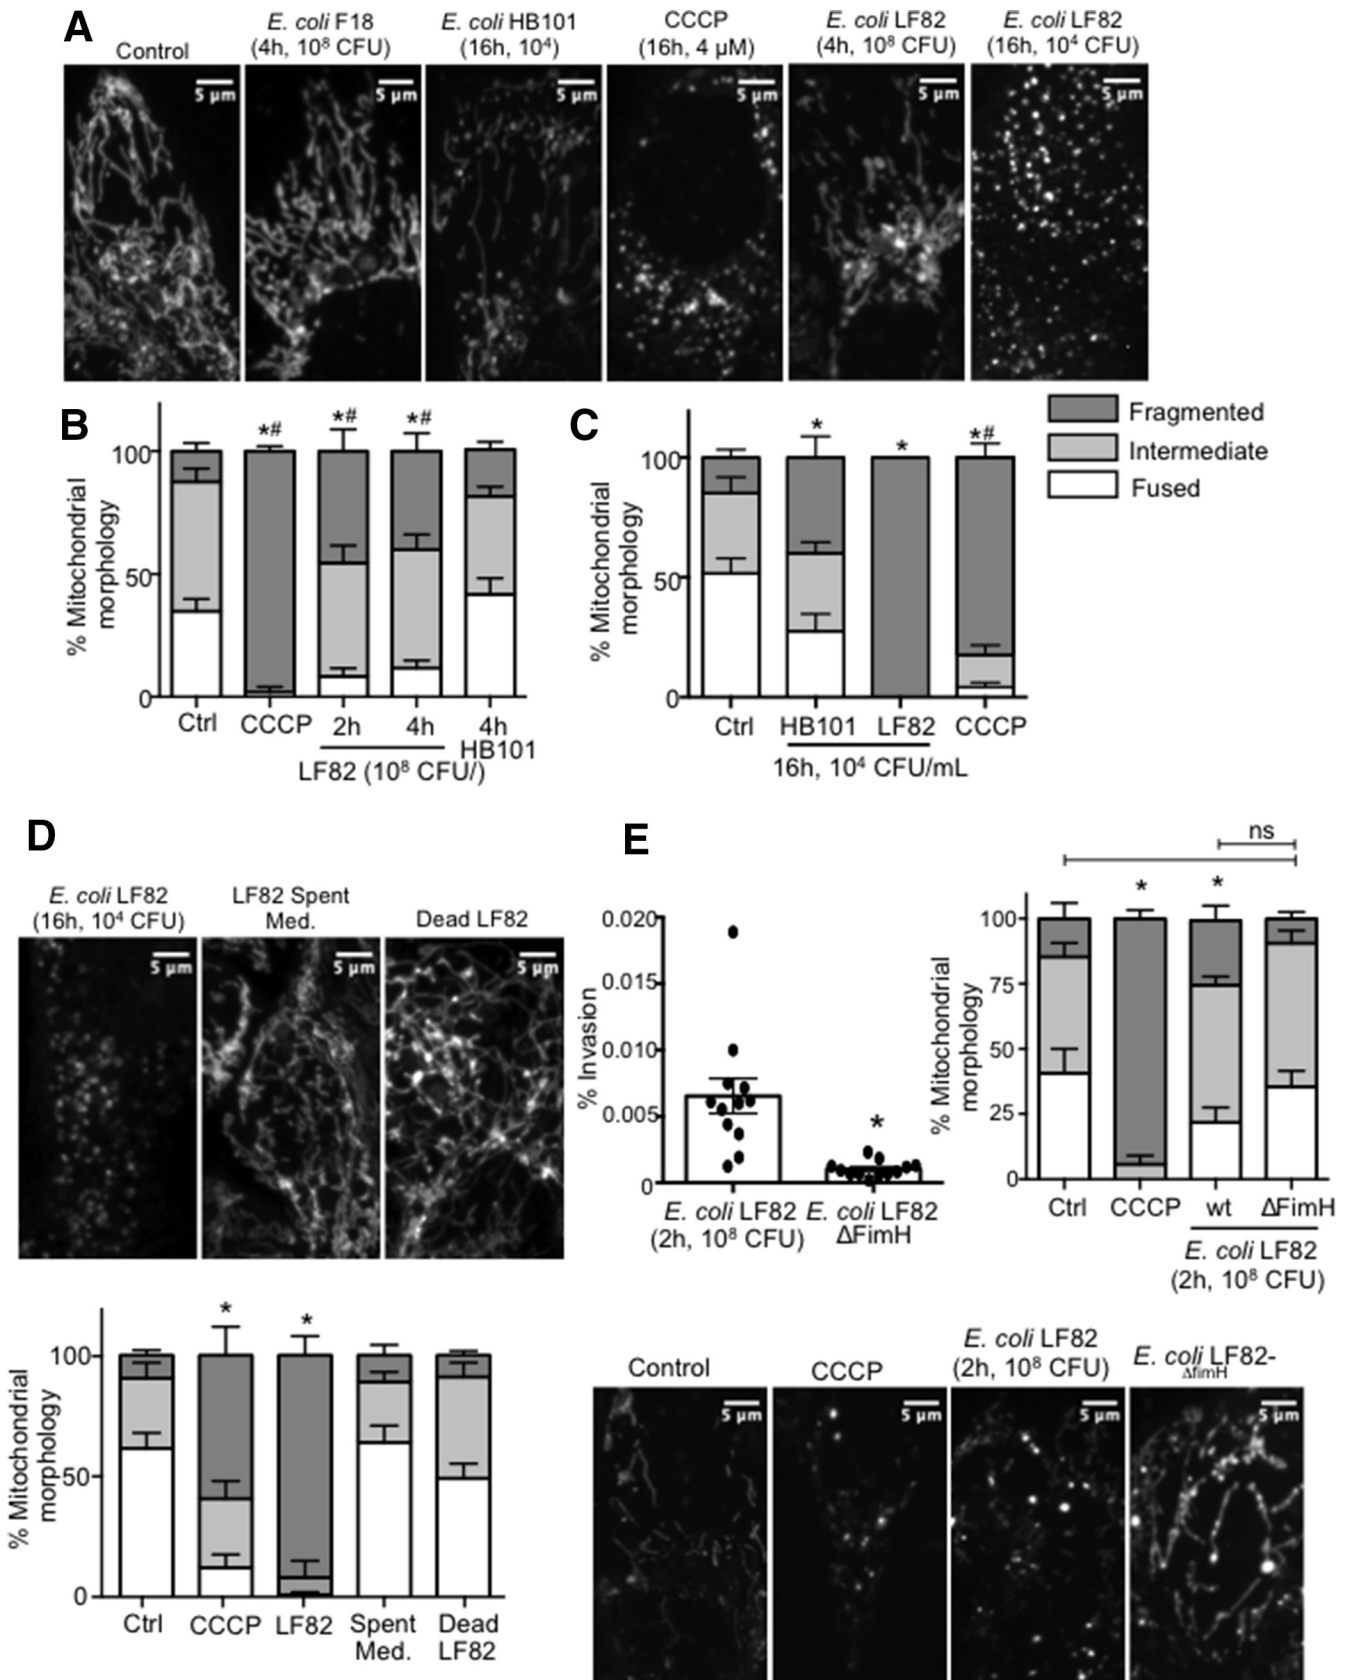 A
Control
E. coli F18
(4h, 10⁸ CFU)
E. coli HB101
(16h, 10⁴)
CCCP
(16h, 4 µM)
E. coli LF82
(4h, 10⁸ CFU)
E. coli LF82
(16h, 10⁴ CFU)
5 µm
5 µm
5 µm
5 µm
5 µm
5 µm
B
% Mitochondrial
morphology
100
50
0
*#
*#
*#
Ctrl
CCCP
2h
4h
4h
HB101
LF82 (10⁸ CFU/)
C
% Mitochondrial
morphology
100
50
0
*
*
*#
Ctrl
HB101
LF82
CCCP
16h, 10⁴ CFU/mL
Fragmented
Intermediate
Fused
D
E. coli LF82
(16h, 10⁴ CFU)
LF82 Spent
Med.
Dead LF82
5 µm
5 µm
5 µm
% Mitochondrial
morphology
100
50
0
*
*
Ctrl
CCCP
LF82
Spent
Med.
Dead
LF82
E
% Invasion
0.020
0.015
0.010
0.005
0
*
E. coli LF82
(2h, 10⁸ CFU)
E. coli LF82
ΔFimH
% Mitochondrial
morphology
100
75
50
25
0
ns
*
*
Ctrl
CCCP
wt
ΔFimH
E. coli LF82
(2h, 10⁸ CFU)
Control
CCCP
E. coli LF82
(2h, 10⁸ CFU)
E. coli LF82-
ΔfimH
5 µm
5 µm
5 µm
5 µm